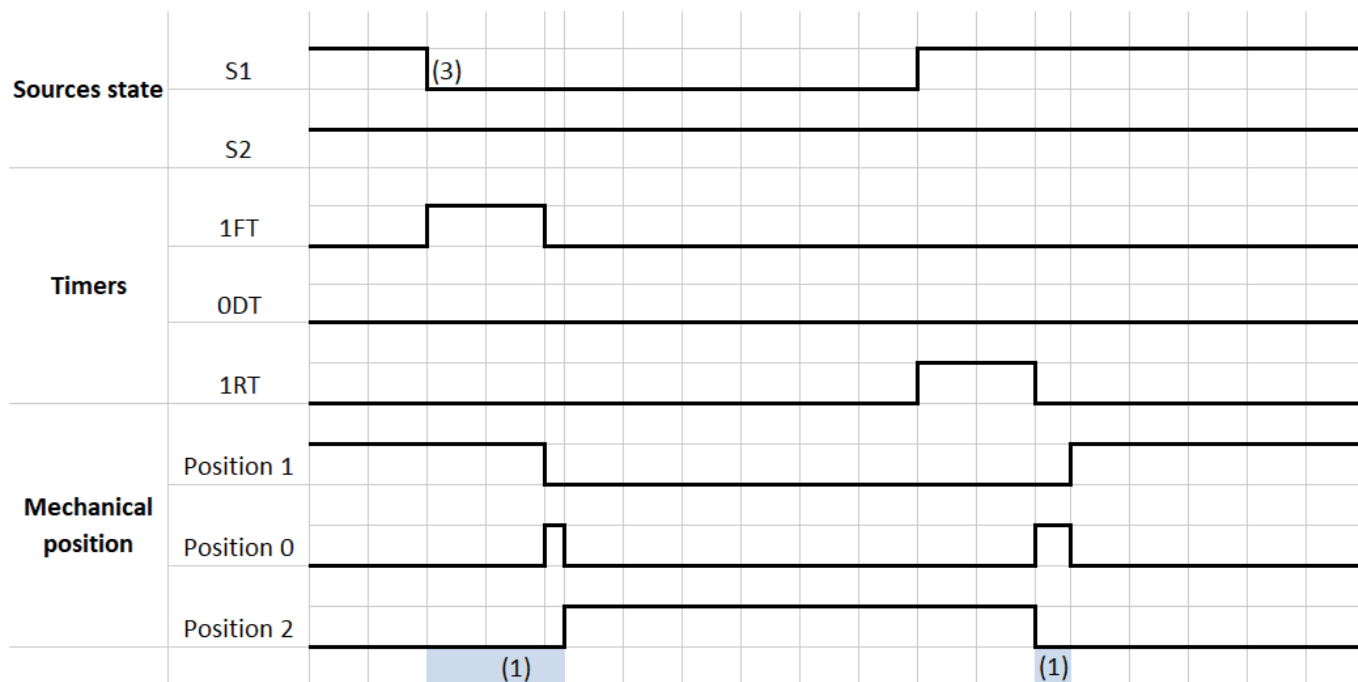 Sources state
S1
(3)
S2
Timers
1FT
0DT
1RT
Mechanical
position
Position 1
Position 0
Position 2
(1)
(1)